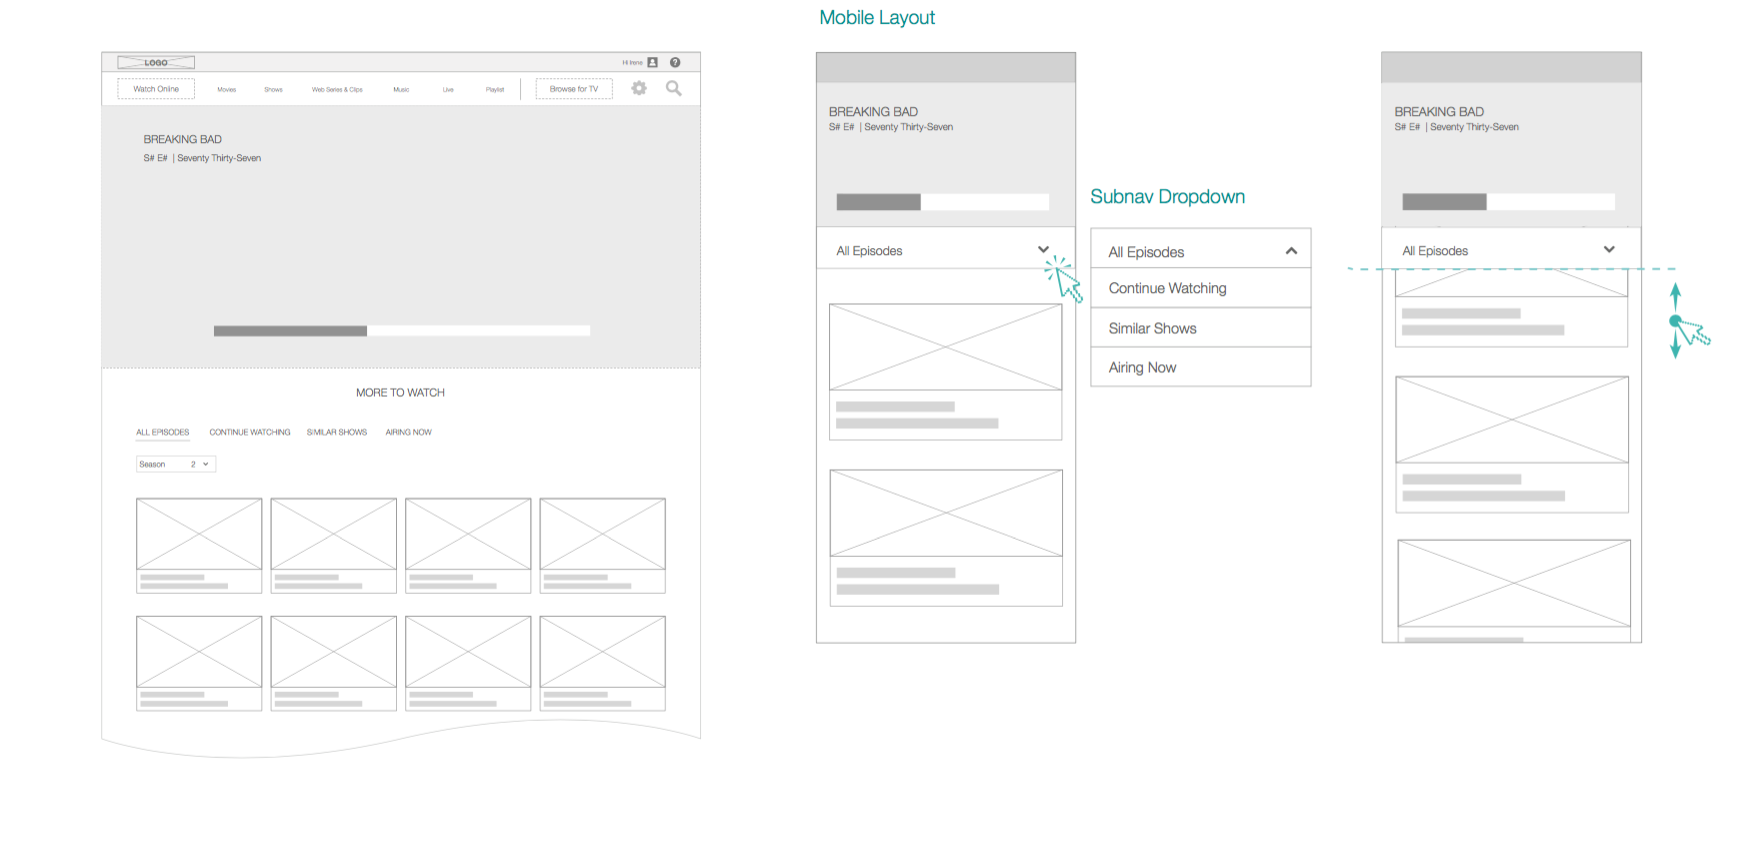 Mobile Layout
LOGO
Hi Irene
?
Watch Online
Movies
Shows
Web Series & Clips
Music
Live
Playlist
Browse for TV
BREAKING BAD
S# E# | Seventy Thirty-Seven
MORE TO WATCH
ALL EPISODES
CONTINUE WATCHING
SIMILAR SHOWS
AIRING NOW
Season 2
BREAKING BAD
S# E# | Seventy Thirty-Seven
All Episodes
Subnav Dropdown
All Episodes
Continue Watching
Similar Shows
Airing Now
BREAKING BAD
S# E# | Seventy Thirty-Seven
All Episodes